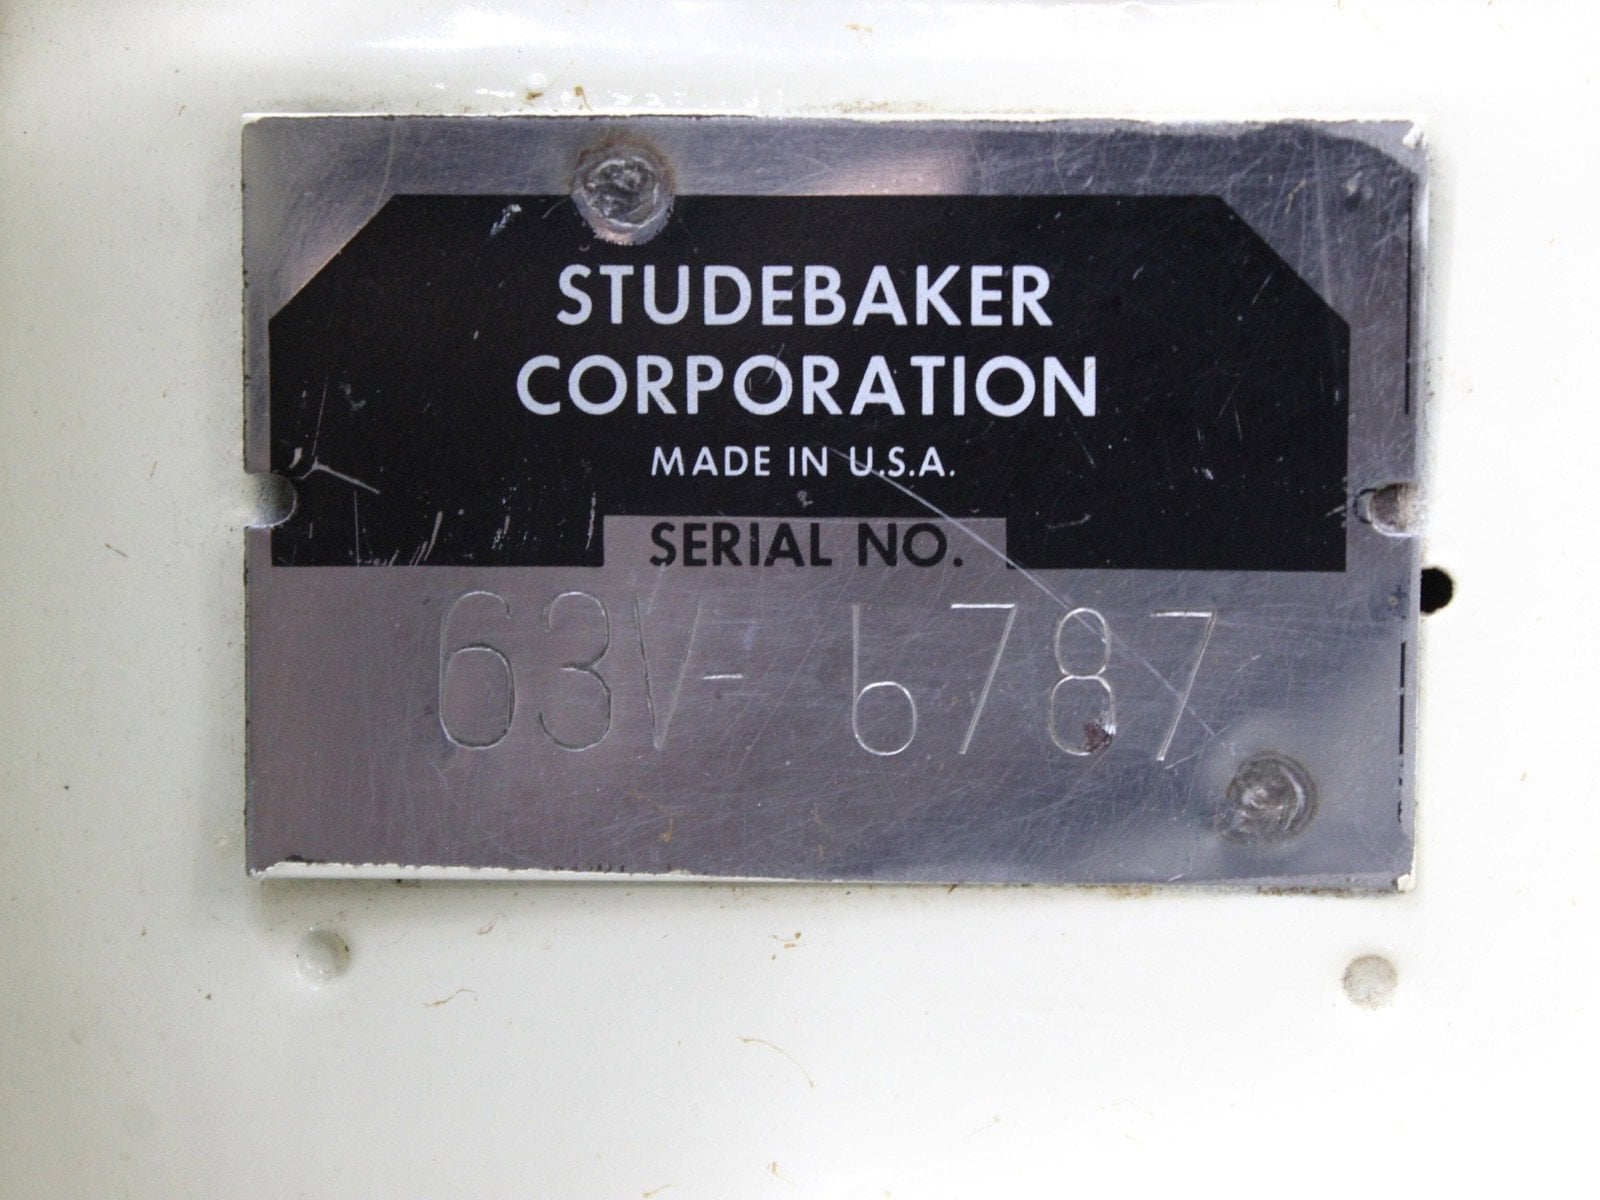 STUDEBAKER
CORPORATION
MADE IN U.S.A.
SERIAL NO.
63V- 6787